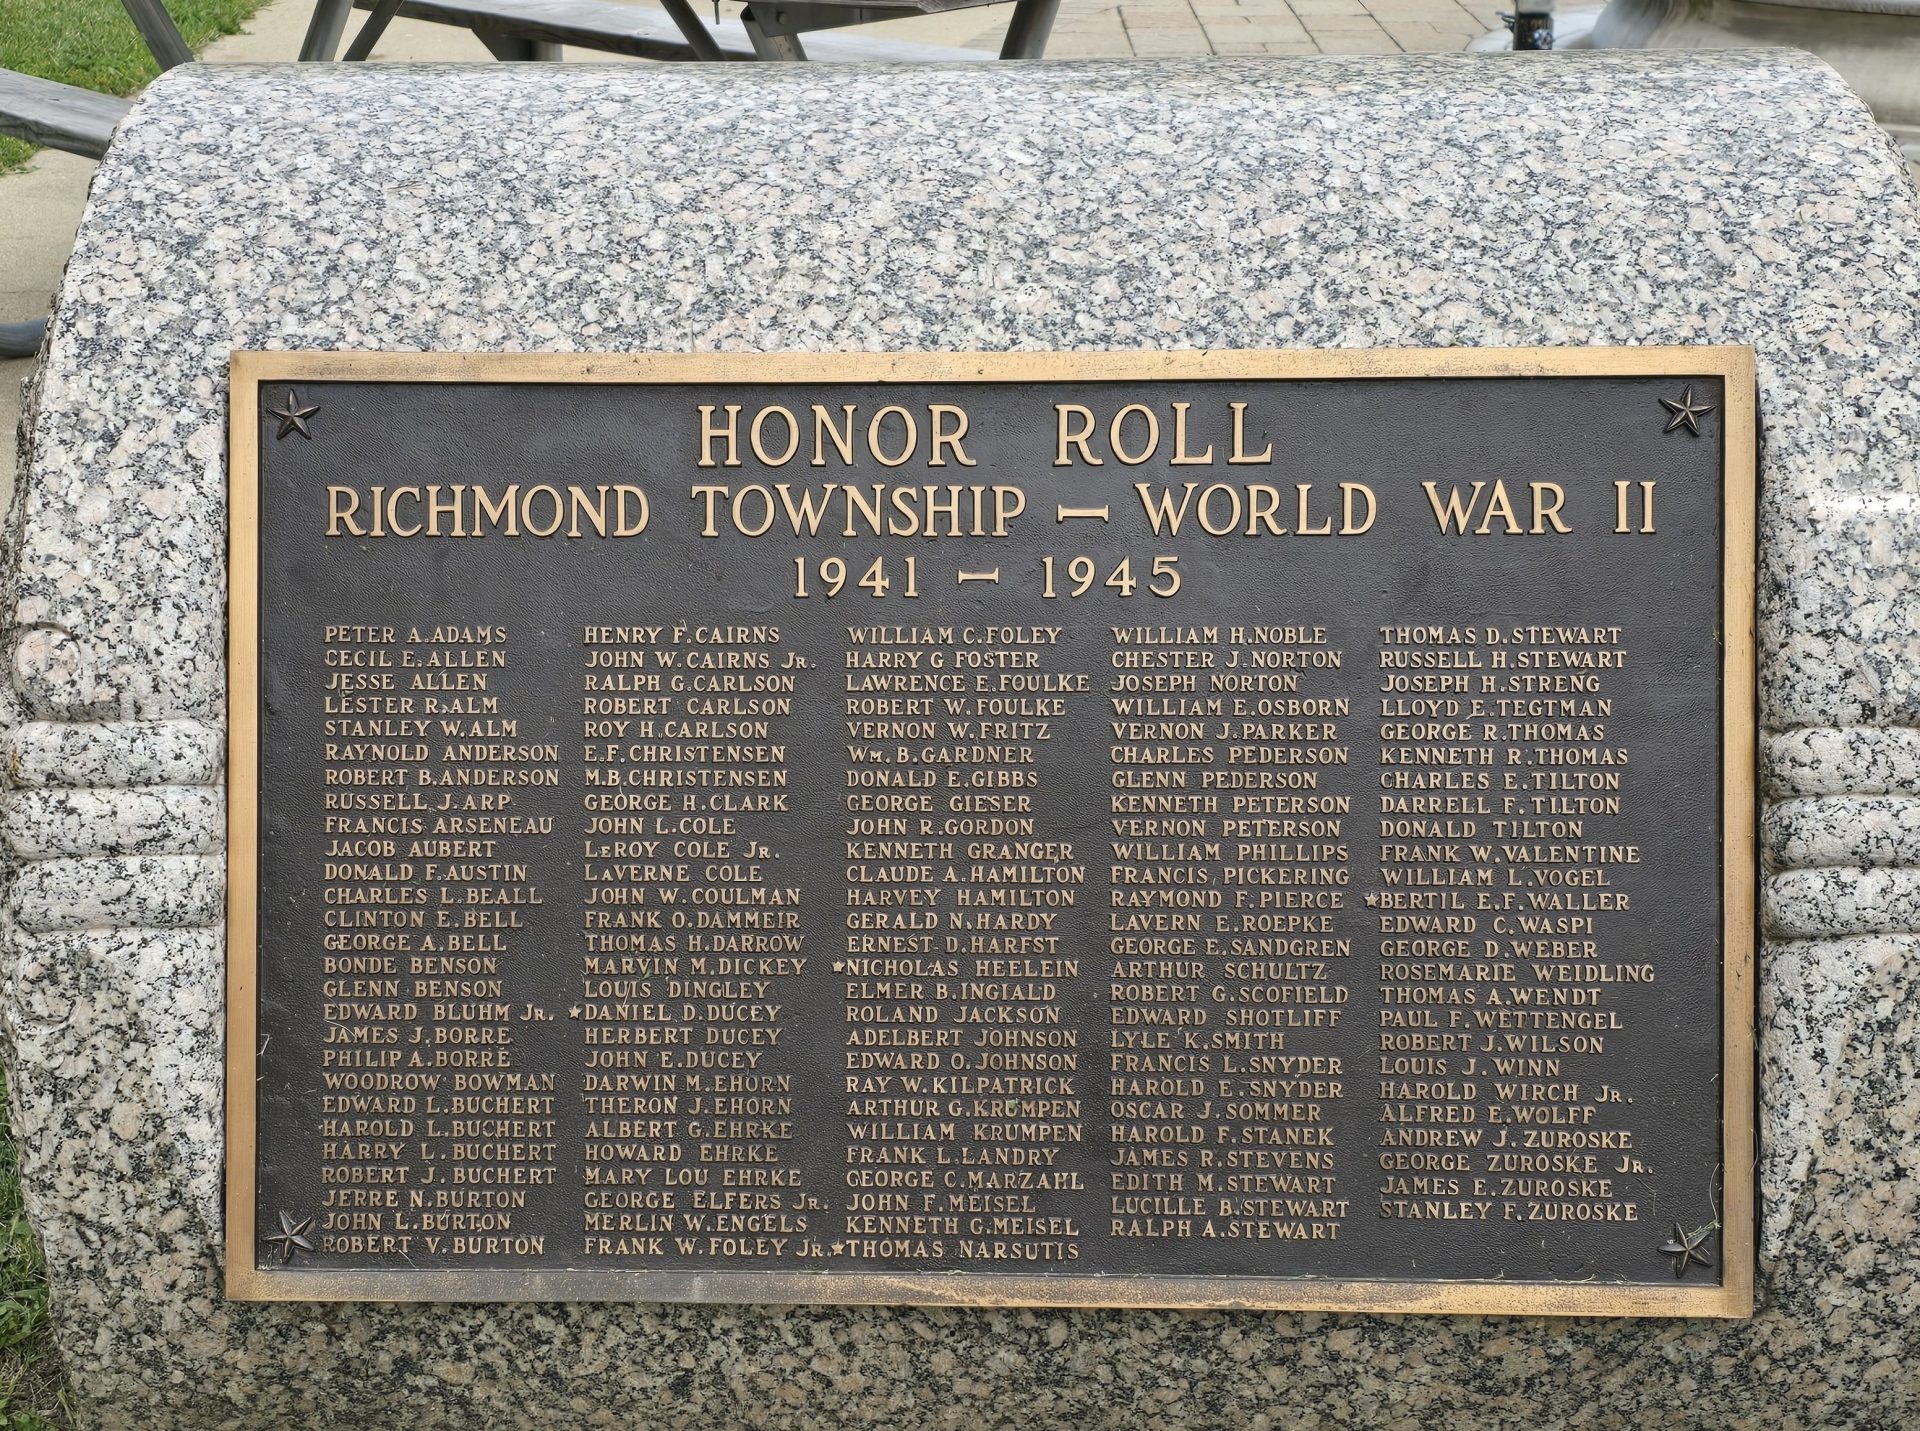 HONOR ROLL
RICHMOND TOWNSHIP – WORLD WAR II
1941 – 1945
PETER A. ADAMS
CECIL E. ALLEN
JESSE ALLEN
LESTER R. ALM
STANLEY W. ALM
RAYNOLD ANDERSON
ROBERT B. ANDERSON
RUSSELL J. ARP
FRANCIS ARSENEAU
JACOB AUBERT
DONALD F. AUSTIN
CHARLES L. BEALL
CLINTON E. BELL
GEORGE A. BELL
BONDE BENSON
GLENN BENSON
EDWARD BLUHM JR.
JAMES J. BORRE
PHILIP A. BORRE
WOODROW BOWMAN
EDWARD L. BUCHERT
HAROLD L. BUCHERT
HARRY L. BUCHERT
ROBERT J. BUCHERT
JERRE N. BURTON
JOHN L. BURTON
ROBERT V. BURTON
HENRY F. CAIRNS
JOHN W. CAIRNS JR.
RALPH G. CARLSON
ROBERT CARLSON
ROY H. CARLSON
E.F. CHRISTENSEN
M.B. CHRISTENSEN
GEORGE H. CLARK
JOHN L. COLE
LeROY COLE JR.
LAVERNE COLE
JOHN W. COULMAN
FRANK O. DAMMEIR
THOMAS H. DARROW
MARVIN M. DICKEY
LOUIS DINGLEY
★DANIEL D. DUCEY
HERBERT DUCEY
JOHN E. DUCEY
DARWIN M. EHORN
THERON J. EHORN
ALBERT G. EHRKE
HOWARD EHRKE
MARY LOU EHRKE
GEORGE ELFERS JR.
MERLIN W. ENGELS
FRANK W. FOLEY JR.
WILLIAM C. FOLEY
HARRY G FOSTER
LAWRENCE E. FOULKE
ROBERT W. FOULKE
VERNON W. FRITZ
WM. B. GARDNER
DONALD E. GIBBS
GEORGE GIESER
JOHN R. GORDON
KENNETH GRANGER
CLAUDE A. HAMILTON
HARVEY HAMILTON
GERALD N. HARDY
ERNEST D. HARFST
★NICHOLAS HEELEIN
ELMER B. INGIALD
ROLAND JACKSON
ADELBERT JOHNSON
EDWARD O. JOHNSON
RAY W. KILPATRICK
ARTHUR G. KRUMPEN
WILLIAM KRUMPEN
FRANK L. LANDRY
GEORGE C. MARZAHL
JOHN F. MEISEL
KENNETH G. MEISEL
★THOMAS NARSUTIS
WILLIAM H. NOBLE
CHESTER J. NORTON
JOSEPH NORTON
WILLIAM E. OSBORN
VERNON J. PARKER
CHARLES PEDERSON
GLENN PEDERSON
KENNETH PETERSON
VERNON PETERSON
WILLIAM PHILLIPS
FRANCIS PICKERING
RAYMOND F. PIERCE
LAVERN E. ROEPKE
GEORGE E. SANDGREN
ARTHUR SCHULTZ
ROBERT G. SCOFIELD
EDWARD SHOTLIFF
LYLE K. SMITH
FRANCIS L. SNYDER
HAROLD E. SNYDER
OSCAR J. SOMMER
HAROLD F. STANEK
JAMES R. STEVENS
EDITH M. STEWART
LUCILLE B. STEWART
RALPH A. STEWART
THOMAS D. STEWART
RUSSELL H. STEWART
JOSEPH H. STRENG
LLOYD E. TEGTMAN
GEORGE R. THOMAS
KENNETH R. THOMAS
CHARLES E. TILTON
DARRELL F. TILTON
DONALD TILTON
FRANK W. VALENTINE
WILLIAM L. VOGEL
★BERTIL E.F. WALLER
EDWARD C. WASPI
GEORGE D. WEBER
ROSEMARIE WEIDLING
THOMAS A. WENDT
PAUL F. WETTENGEL
ROBERT J. WILSON
LOUIS J. WINN
HAROLD WIRCH JR.
ALFRED E. WOLFF
ANDREW J. ZUROSKE
GEORGE ZUROSKE JR.
JAMES E. ZUROSKE
STANLEY F. ZUROSKE